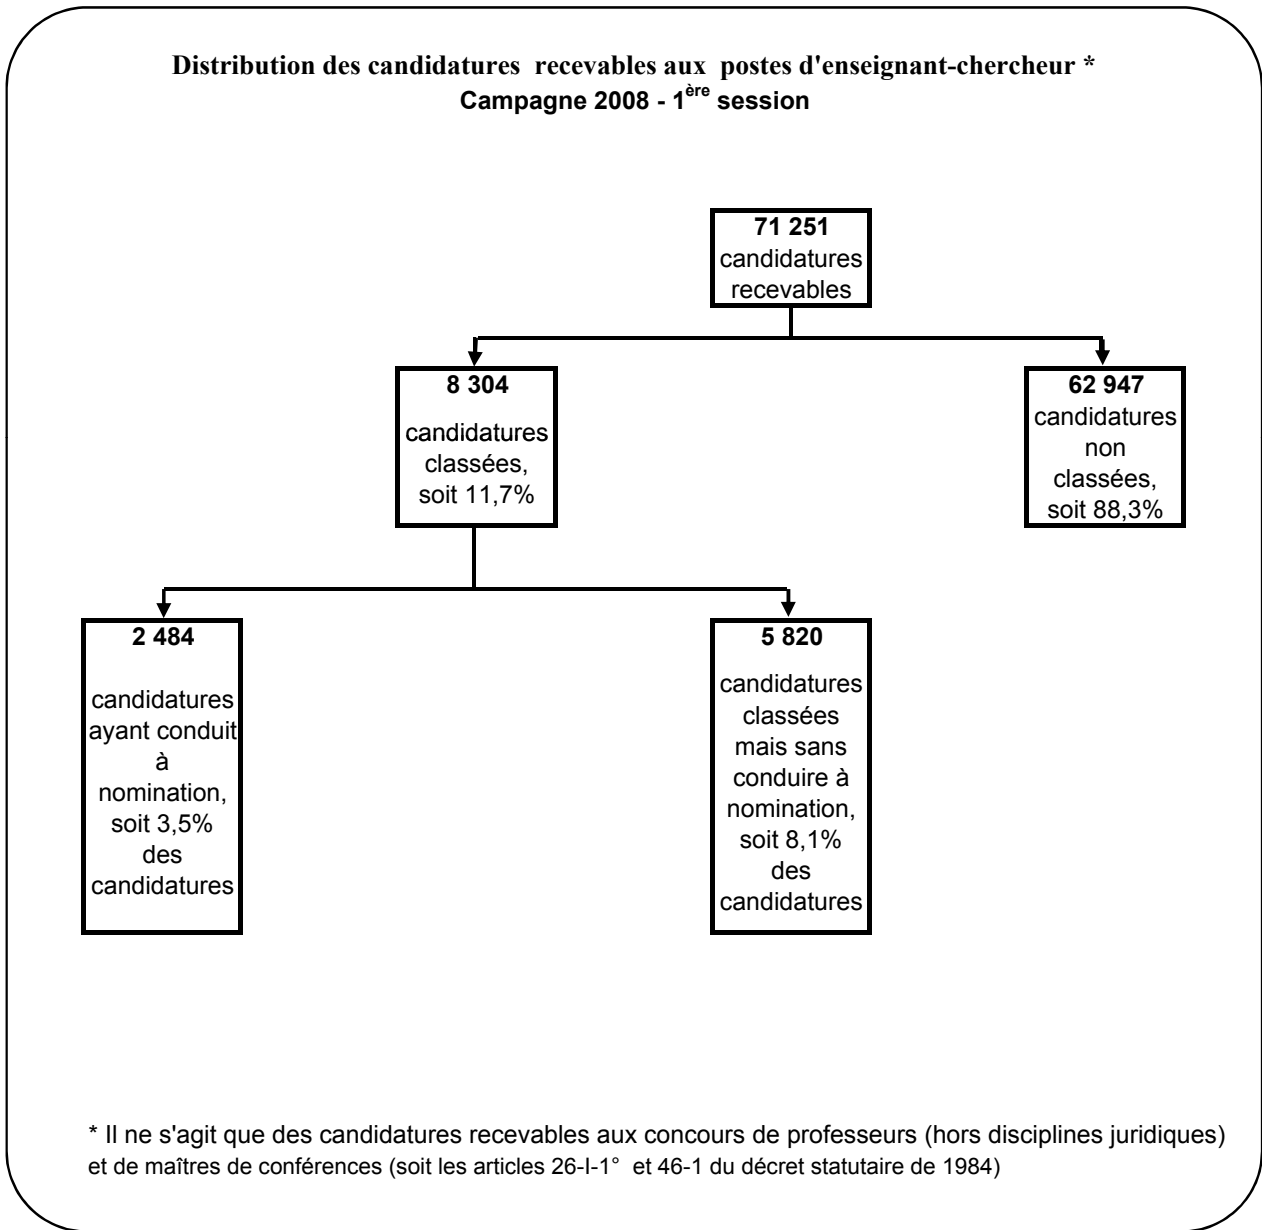 Distribution des candidatures recevables aux postes d'enseignant-chercheur *
Campagne 2008 - 1ère session
71 251
candidatures
recevables
8 304
candidatures
classées,
soit 11,7%
62 947
candidatures
non
classées,
soit 88,3%
2 484
candidatures
ayant conduit
à
nomination,
soit 3,5%
des
candidatures
5 820
candidatures
classées
mais sans
conduire à
nomination,
soit 8,1%
des
candidatures
* Il ne s'agit que des candidatures recevables aux concours de professeurs (hors disciplines juridiques)
et de maîtres de conférences (soit les articles 26-I-1° et 46-1 du décret statutaire de 1984)